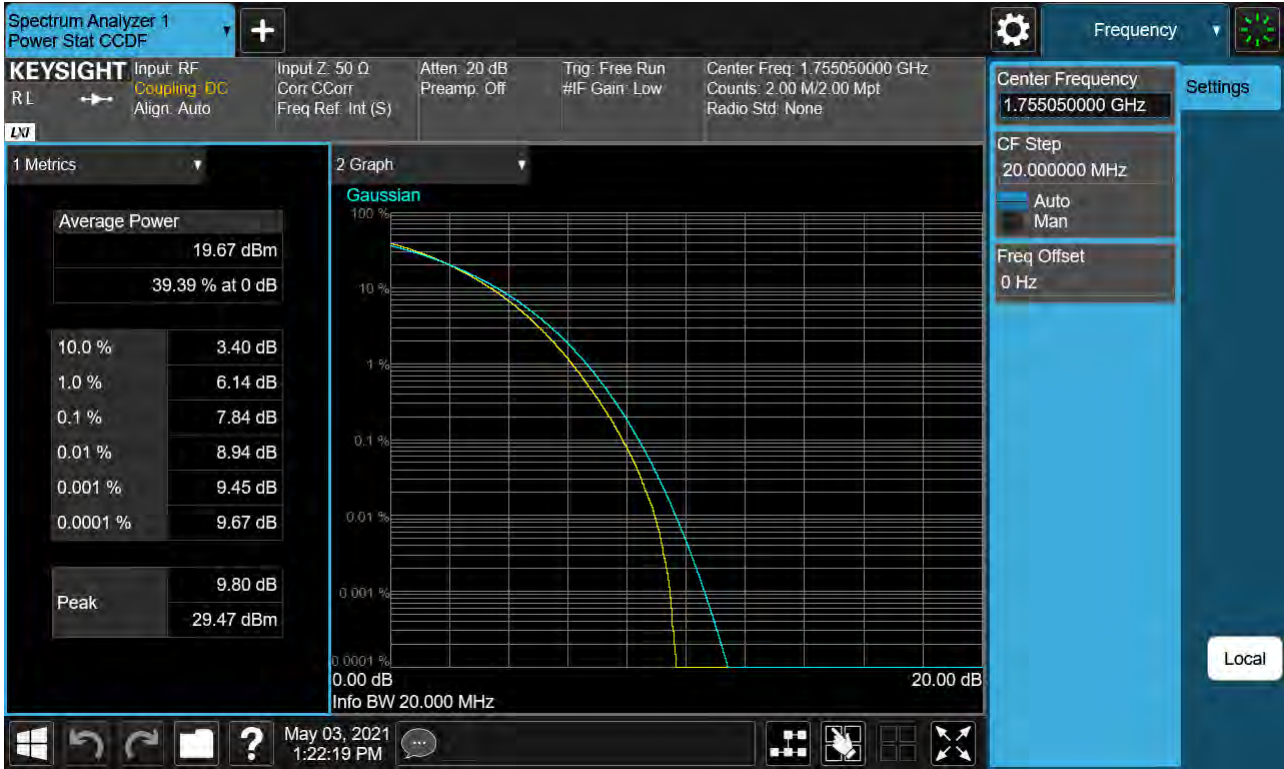 Spectrum Analyzer 1
Power Stat CCDF
+
Frequency
KEYSIGHT
R L
LXI
Input: RF
Coupling: DC
Align: Auto
Input Z: 50 Ω
Corr CCorr
Freq Ref: Int (S)
Atten: 20 dB
Preamp: Off
Trig: Free Run
#IF Gain: Low
Center Freq: 1.755050000 GHz
Counts: 2.00 M/2.00 Mpt
Radio Std: None
Center Frequency
1.755050000 GHz
Settings
CF Step
20.000000 MHz
Auto
Man
Freq Offset
0 Hz
1 Metrics
Average Power
19.67 dBm
39.39 % at 0 dB
10.0 % 3.40 dB
1.0 % 6.14 dB
0.1 % 7.84 dB
0.01 % 8.94 dB
0.001 % 9.45 dB
0.0001 % 9.67 dB
Peak
9.80 dB
29.47 dBm
2 Graph
Gaussian
100 %
10 %
1 %
0.1 %
0.01 %
0.001 %
0.0001 %
0.00 dB 20.00 dB
Info BW 20.000 MHz
Local
?
May 03, 2021
1:22:19 PM